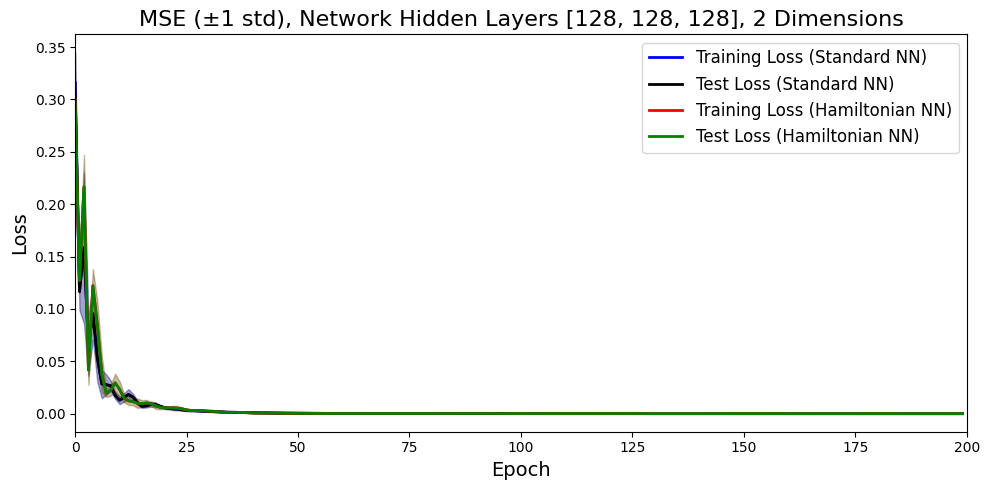 MSE (±1 std), Network Hidden Layers [128, 128, 128], 2 Dimensions
Loss
0.35
0.30
0.25
0.20
0.15
0.10
0.05
0.00
Training Loss (Standard NN)
Test Loss (Standard NN)
Training Loss (Hamiltonian NN)
Test Loss (Hamiltonian NN)
0 25 50 75 100 125 150 175 200
Epoch